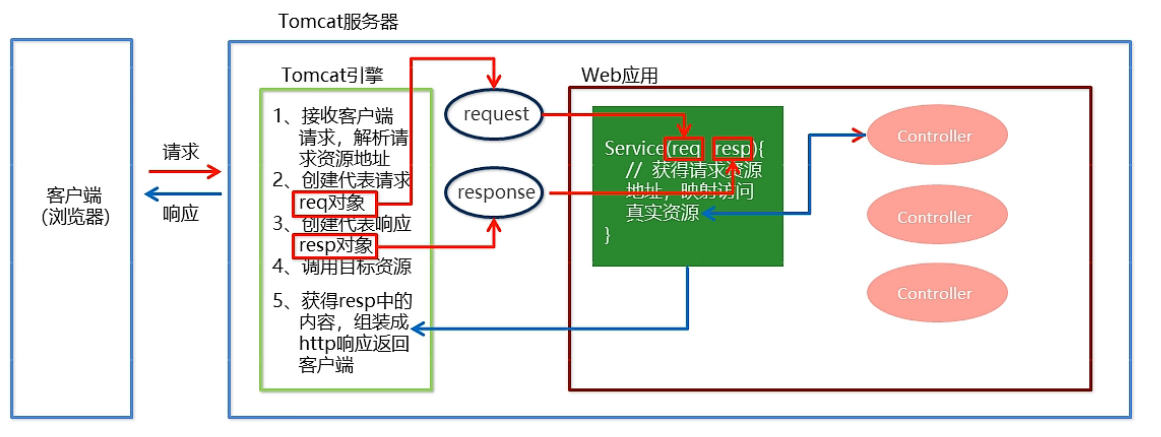 Tomcat服务器
客户端
（浏览器）
请求
响应
Tomcat引擎
1、接收客户端
请求，解析请
求资源地址
2、创建代表请求
req对象
3、创建代表响应
resp对象
4、调用目标资源
5、获得resp中的
内容，组装成
http响应返回
客户端
request
response
Web应用
Service(req resp){
// 获得请求资源
地址，映射访问
真实资源
}
Controller
Controller
Controller